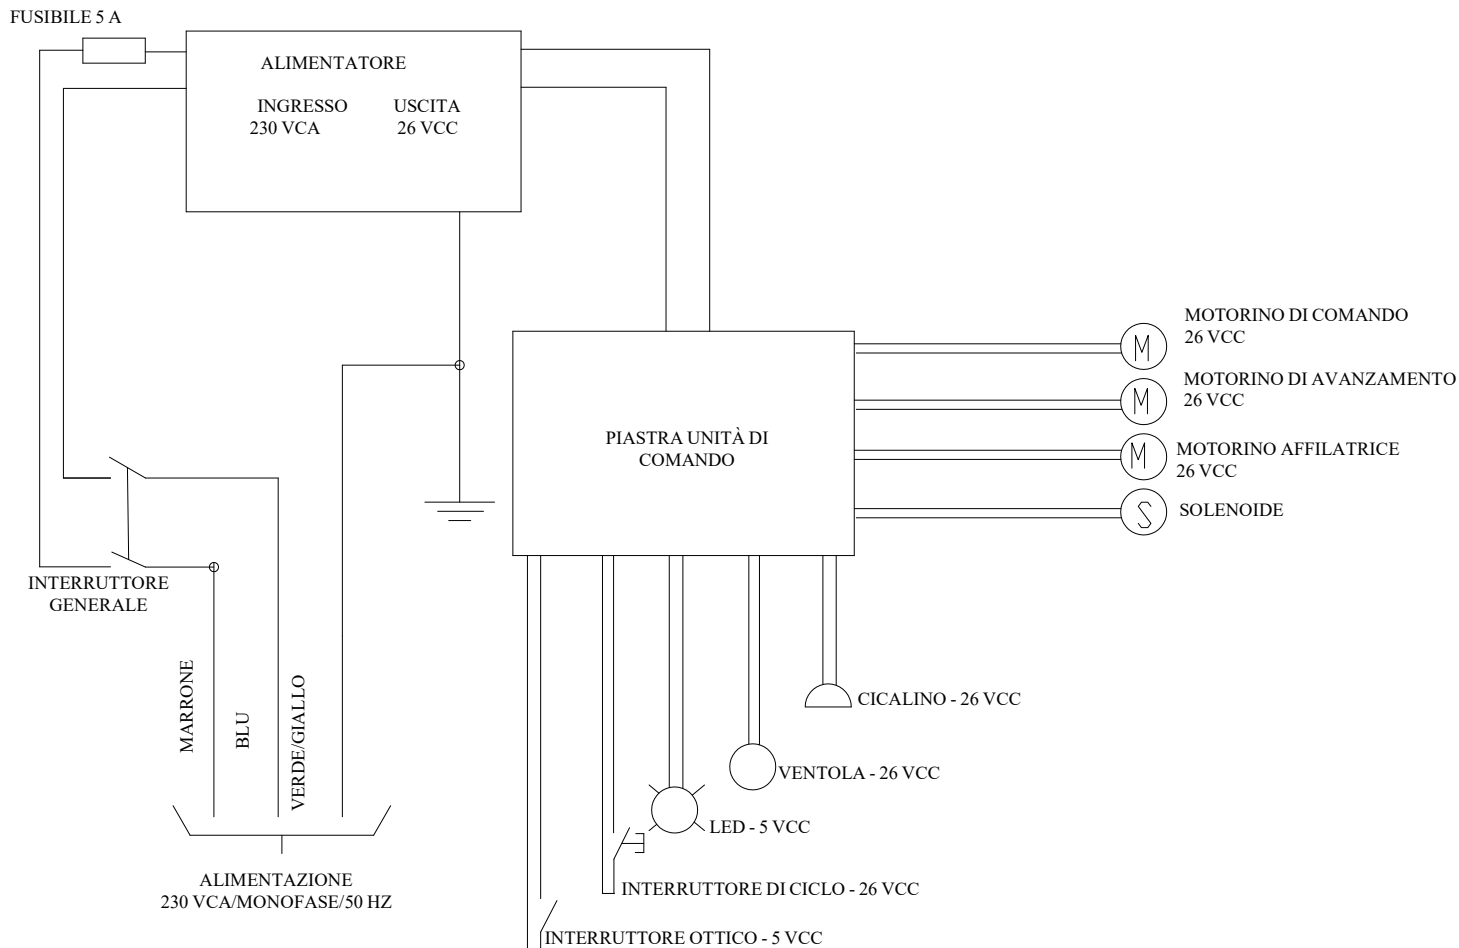 FUSIBILE 5 A
ALIMENTATORE
INGRESSO
230 VCA
USCITA
26 VCC
MOTORINO DI COMANDO
26 VCC
M
MOTORINO DI AVANZAMENTO
26 VCC
M
PIASTRA UNITÀ DI
COMANDO
MOTORINO AFFILATRICE
26 VCC
M
SOLENOIDE
S
INTERRUTTORE
GENERALE
MARRONE
BLU
VERDE/GIALLO
CICALINO - 26 VCC
VENTOLA - 26 VCC
LED - 5 VCC
ALIMENTAZIONE
230 VCA/MONOFASE/50 HZ
INTERRUTTORE DI CICLO - 26 VCC
INTERRUTTORE OTTICO - 5 VCC